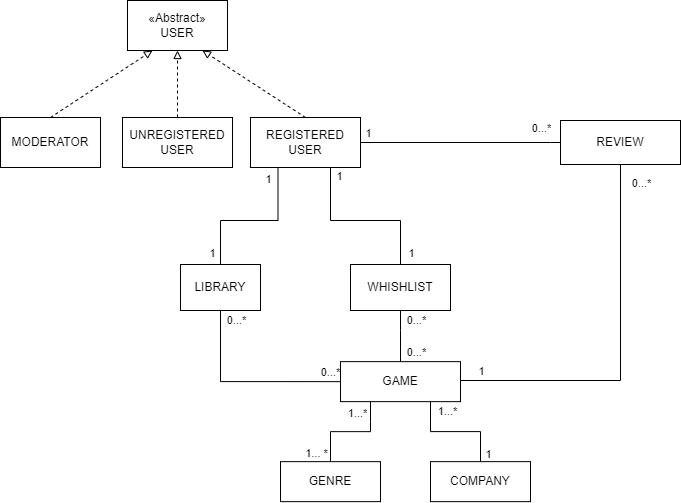 «Abstract»
USER
MODERATOR
UNREGISTERED
USER
REGISTERED
USER
1
0...*
REVIEW
1
1
0...*
1
1
LIBRARY
WHISHLIST
0...*
0...*
0...*
0...*
GAME
1
1...*
1...*
1... *
1
GENRE
COMPANY